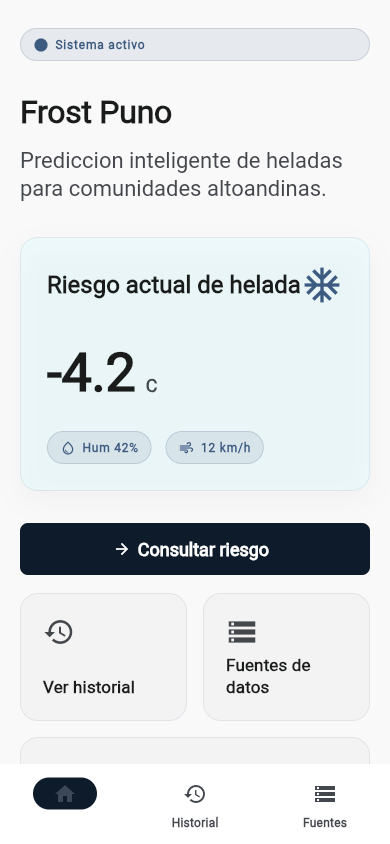 Sistema activo
Frost Puno
Prediccion inteligente de heladas
para comunidades altoandinas.
Riesgo actual de helada
-4.2 C
Hum 42% 12 km/h
Consultar riesgo
Ver historial
Fuentes de
datos
Historial Fuentes